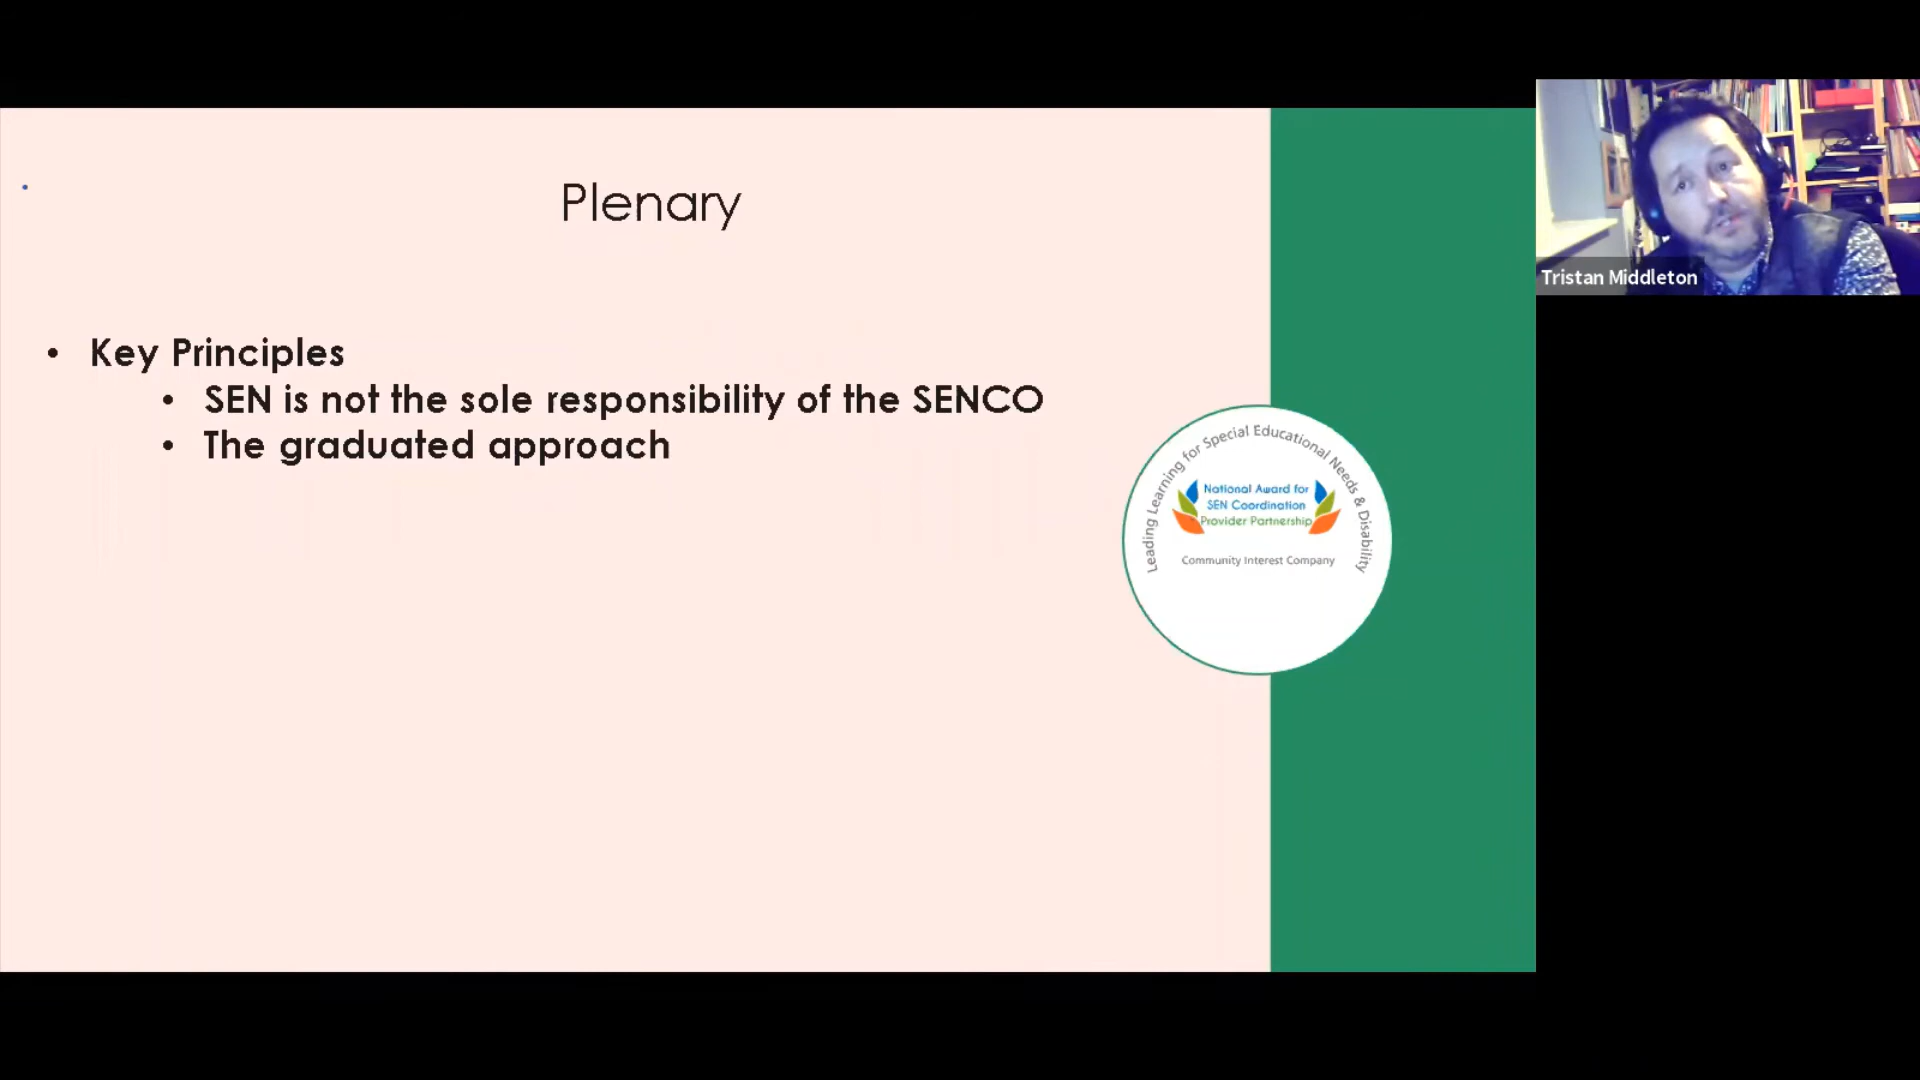 Plenary
• Key Principles
• SEN is not the sole responsibility of the SENCO
• The graduated approach
Leading Learning for Special Educational Needs & Disability
National Award for
SEN Coordination
Provider Partnership
Community Interest Company
Tristan Middleton